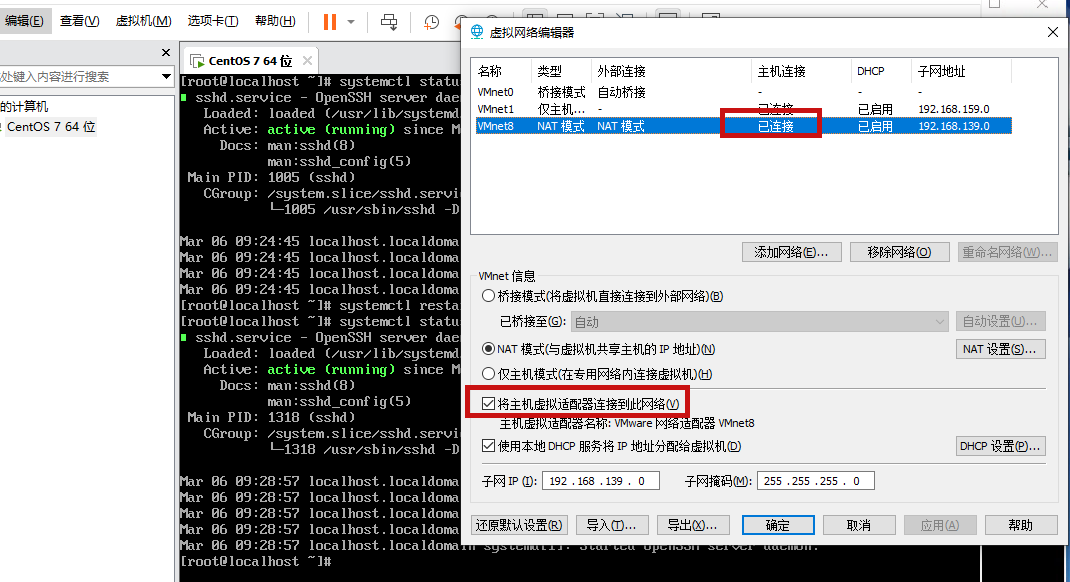 编辑(E) 查看(V) 虚拟机(M) 选项卡(T) 帮助(H)
处键入内容进行搜索
的计算机
CentOS 7 64 位
CentOS 7 64 位
[root@localhost ~]# systemctl statu
sshd.service - OpenSSH server dae
Loaded: loaded (/usr/lib/systemd
Active: active (running) since M
Docs: man:sshd(8)
man:sshd_config(5)
Main PID: 1005 (sshd)
CGroup: /system.slice/sshd.servi
└─1005 /usr/sbin/sshd -D
Mar 06 09:24:45 localhost.localdoma
Mar 06 09:24:45 localhost.localdoma
Mar 06 09:24:45 localhost.localdoma
Mar 06 09:24:45 localhost.localdoma
[root@localhost ~]# systemctl resta
[root@localhost ~]# systemctl statu
sshd.service - OpenSSH server dae
Loaded: loaded (/usr/lib/systemd
Active: active (running) since M
Docs: man:sshd(8)
man:sshd_config(5)
Main PID: 1318 (sshd)
CGroup: /system.slice/sshd.servi
└─1318 /usr/sbin/sshd -D
Mar 06 09:28:57 localhost.localdoma
Mar 06 09:28:57 localhost.localdoma
Mar 06 09:28:57 localhost.localdoma
Mar 06 09:28:57 localhost.localdoma
Mar 06 09:28:57 localhost.localdomain systemd[1]: Started OpenSSH server daemon.
[root@localhost ~]#
虚拟网络编辑器
名称 类型 外部连接 主机连接 DHCP 子网地址
VMnet0 桥接模式 自动桥接 - - -
VMnet1 仅主机... - 已连接 已启用 192.168.159.0
VMnet8 NAT 模式 NAT 模式 已连接 已启用 192.168.139.0
添加网络(E)... 移除网络(O) 重命名网络(W)...
VMnet 信息
桥接模式(将虚拟机直接连接到外部网络)(B)
已桥接至(G): 自动 自动设置(U)...
NAT 模式(与虚拟机共享主机的 IP 地址)(N) NAT 设置(S)...
仅主机模式(在专用网络内连接虚拟机)(H)
将主机虚拟适配器连接到此网络(V)
主机虚拟适配器名称: VMware 网络适配器 VMnet8
使用本地 DHCP 服务将 IP 地址分配给虚拟机(D) DHCP 设置(P)...
子网 IP (I): 192 . 168 . 139 . 0 子网掩码(M): 255 . 255 . 255 . 0
还原默认设置(R) 导入(T)... 导出(X)... 确定 取消 应用(A) 帮助